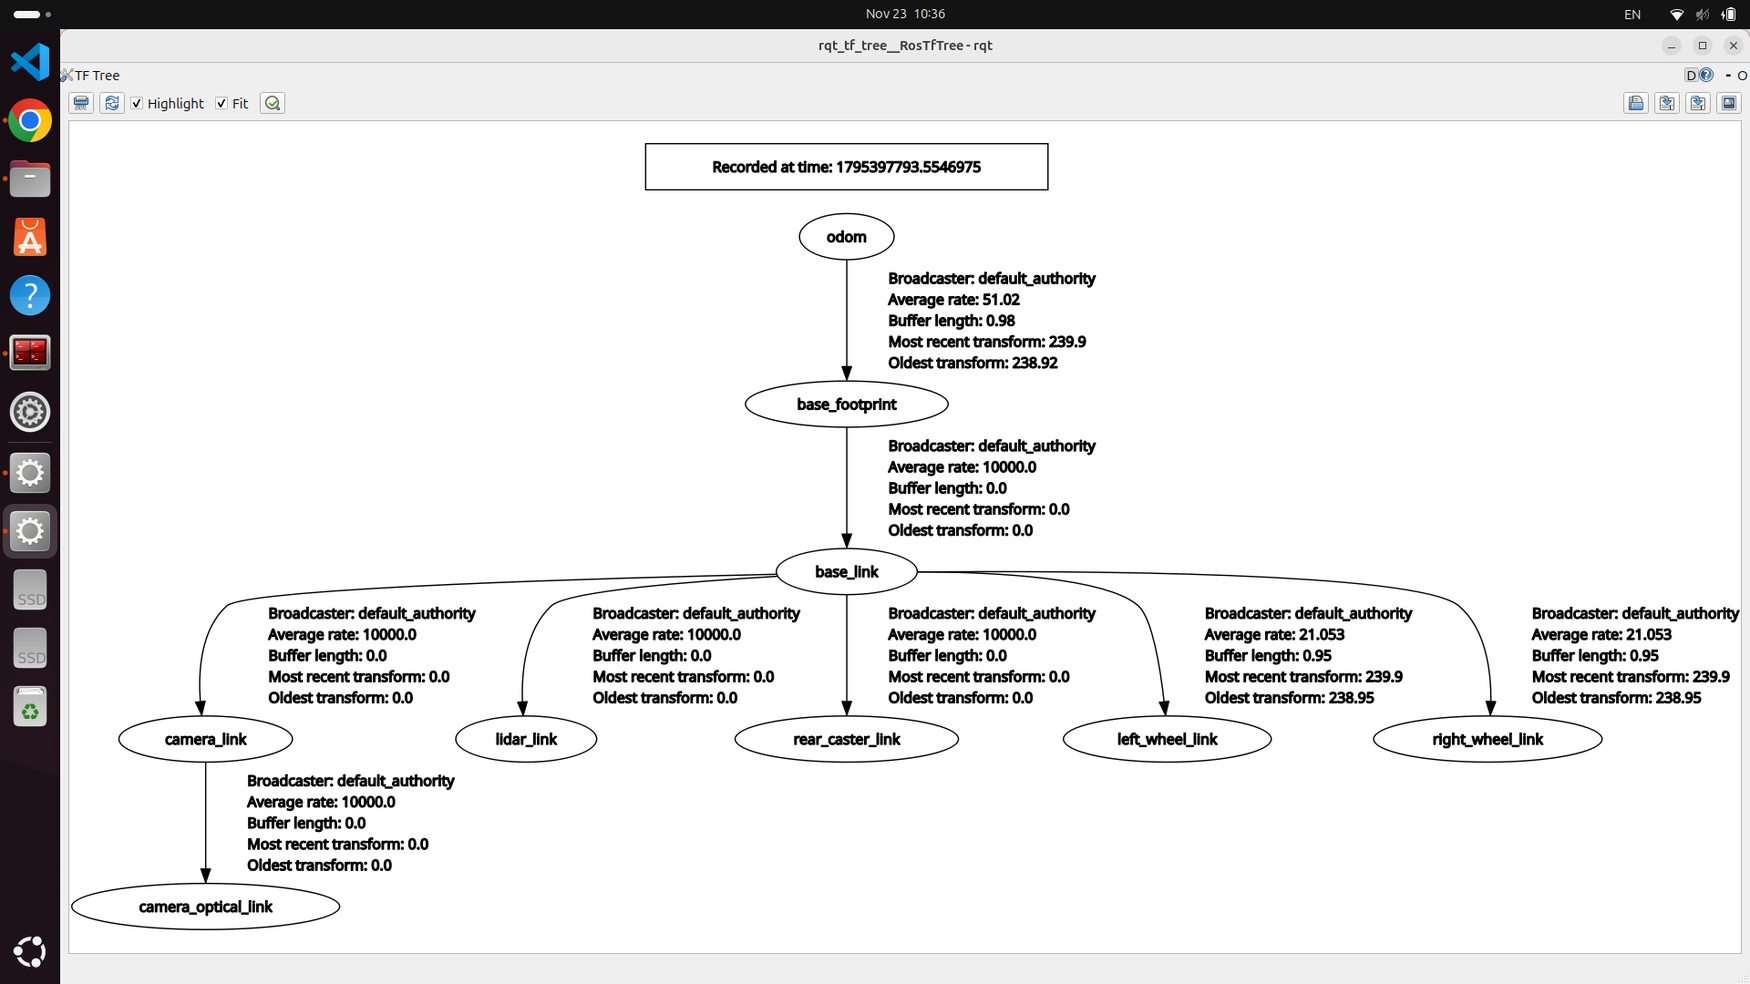 Nov 23 10:36
EN
rqt_tf_tree__RosTfTree - rqt
TF Tree
D
- O
Highlight
Fit
Recorded at time: 1795397793.5546975
odom
Broadcaster: default_authority
Average rate: 51.02
Buffer length: 0.98
Most recent transform: 239.9
Oldest transform: 238.92
base_footprint
Broadcaster: default_authority
Average rate: 10000.0
Buffer length: 0.0
Most recent transform: 0.0
Oldest transform: 0.0
base_link
Broadcaster: default_authority
Average rate: 10000.0
Buffer length: 0.0
Most recent transform: 0.0
Oldest transform: 0.0
Broadcaster: default_authority
Average rate: 10000.0
Buffer length: 0.0
Most recent transform: 0.0
Oldest transform: 0.0
Broadcaster: default_authority
Average rate: 10000.0
Buffer length: 0.0
Most recent transform: 0.0
Oldest transform: 0.0
Broadcaster: default_authority
Average rate: 21.053
Buffer length: 0.95
Most recent transform: 239.9
Oldest transform: 238.95
Broadcaster: default_authority
Average rate: 21.053
Buffer length: 0.95
Most recent transform: 239.9
Oldest transform: 238.95
camera_link
lidar_link
rear_caster_link
left_wheel_link
right_wheel_link
Broadcaster: default_authority
Average rate: 10000.0
Buffer length: 0.0
Most recent transform: 0.0
Oldest transform: 0.0
camera_optical_link
SSD
SSD